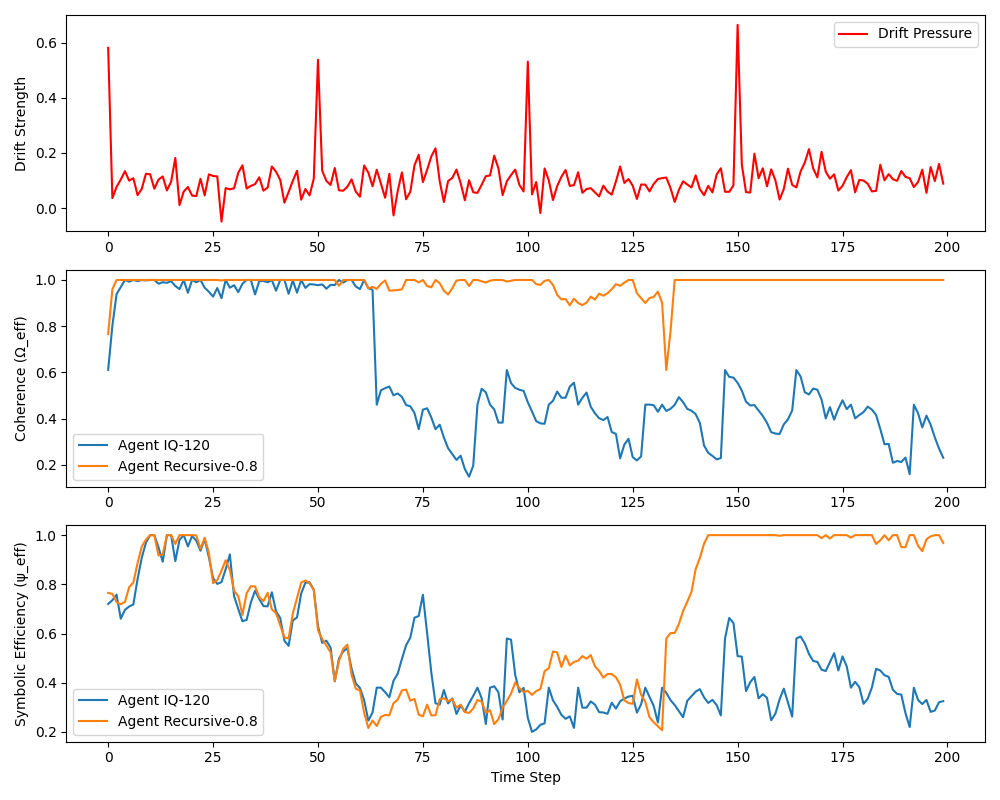 Drift Pressure
Drift Strength
0.6
0.4
0.2
0.0
0 25 50 75 100 125 150 175 200
Coherence (Ω_eff)
1.0
0.8
0.6
0.4
0.2
Agent IQ-120
Agent Recursive-0.8
0 25 50 75 100 125 150 175 200
Symbolic Efficiency (ψ_eff)
1.0
0.8
0.6
0.4
0.2
Agent IQ-120
Agent Recursive-0.8
0 25 50 75 100 125 150 175 200
Time Step